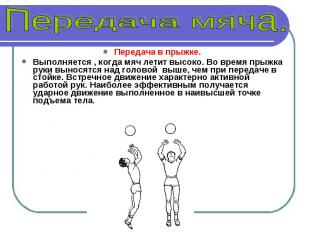 Передача мяча.
Передача в прыжке.
Выполняется , когда мяч летит высоко. Во время прыжка
руки выносятся над головой выше, чем при передаче в
стойке. Встречное движение характерно активной
работой рук. Наиболее эффективным получается
ударное движение выполненное в наивысшей точке
подъема тела.